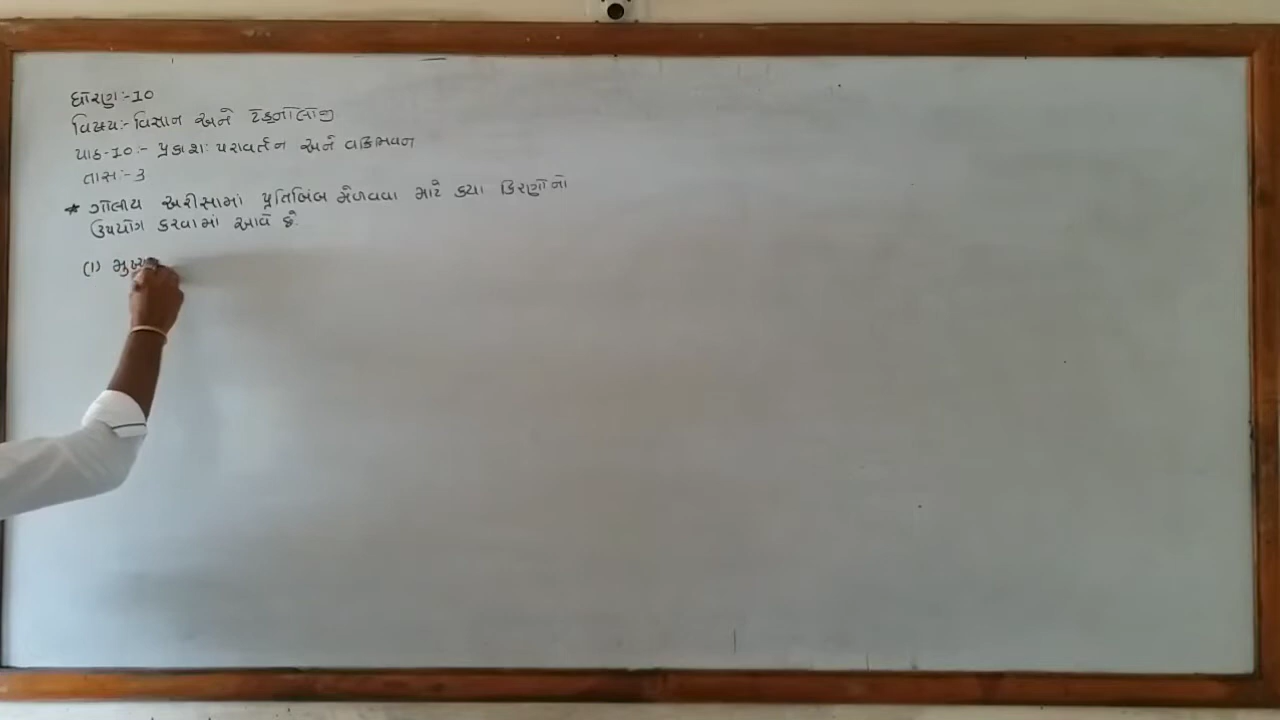 ધોરણ:-10
વિષય:- વિજ્ઞાન અને ટેકનોલોજી
પાઠ-10:- પ્રકાશ: પરાવર્તન અને વક્રિભવન
તાસ:-3
* ગોલીય અરીસામાં પ્રતિબિંબ મેળવવા માટે કયા કિરણોનો
ઉપયોગ કરવામાં આવે છે.
(1) મુખ્ય